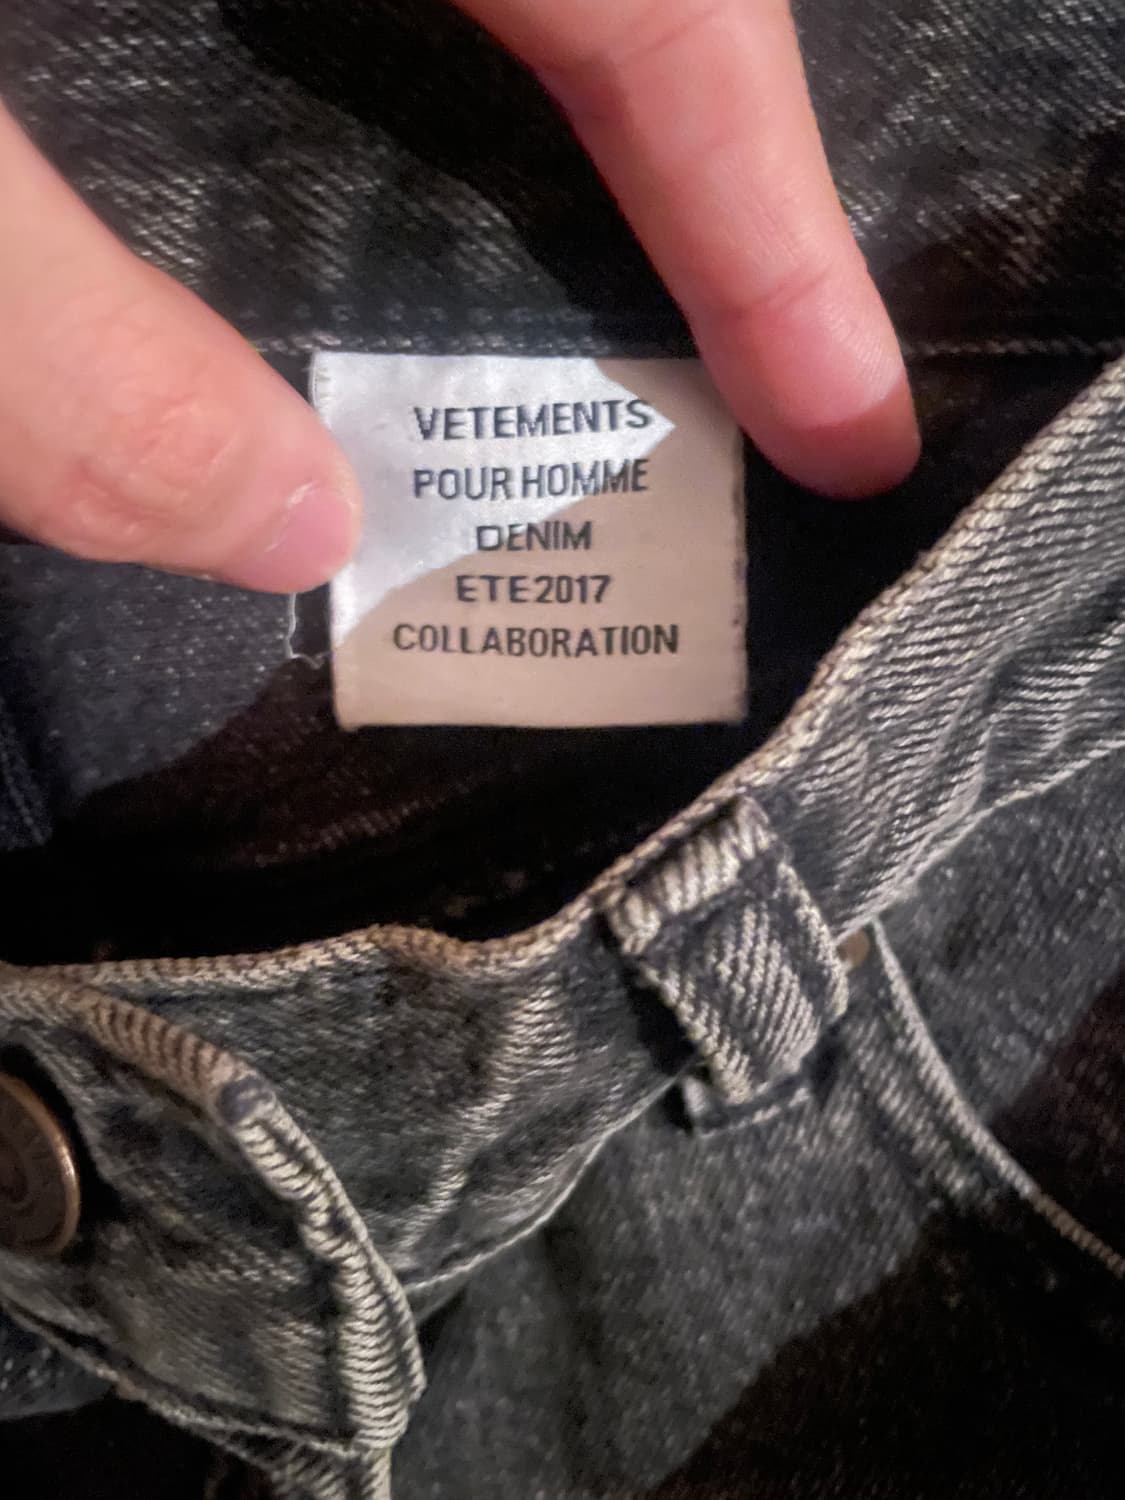 VETEMENTS
POUR HOMME
DENIM
ETE2017
COLLABORATION